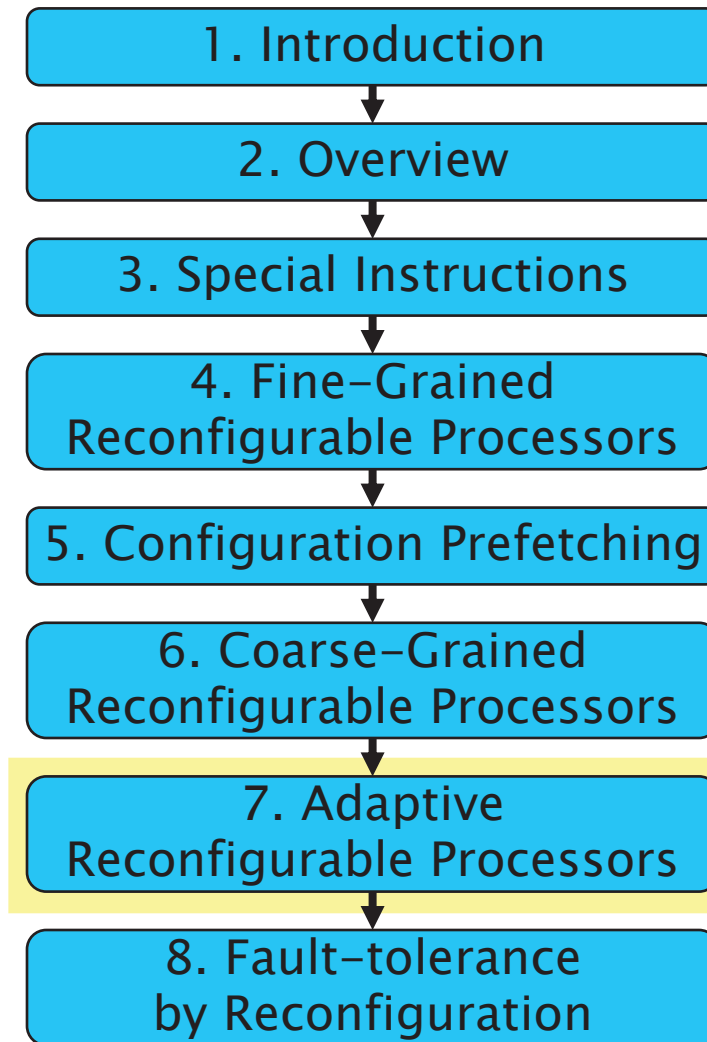 1. Introduction
2. Overview
3. Special Instructions
4. Fine-Grained
Reconfigurable Processors
5. Configuration Prefetching
6. Coarse-Grained
Reconfigurable Processors
7. Adaptive
Reconfigurable Processors
8. Fault-tolerance
by Reconfiguration